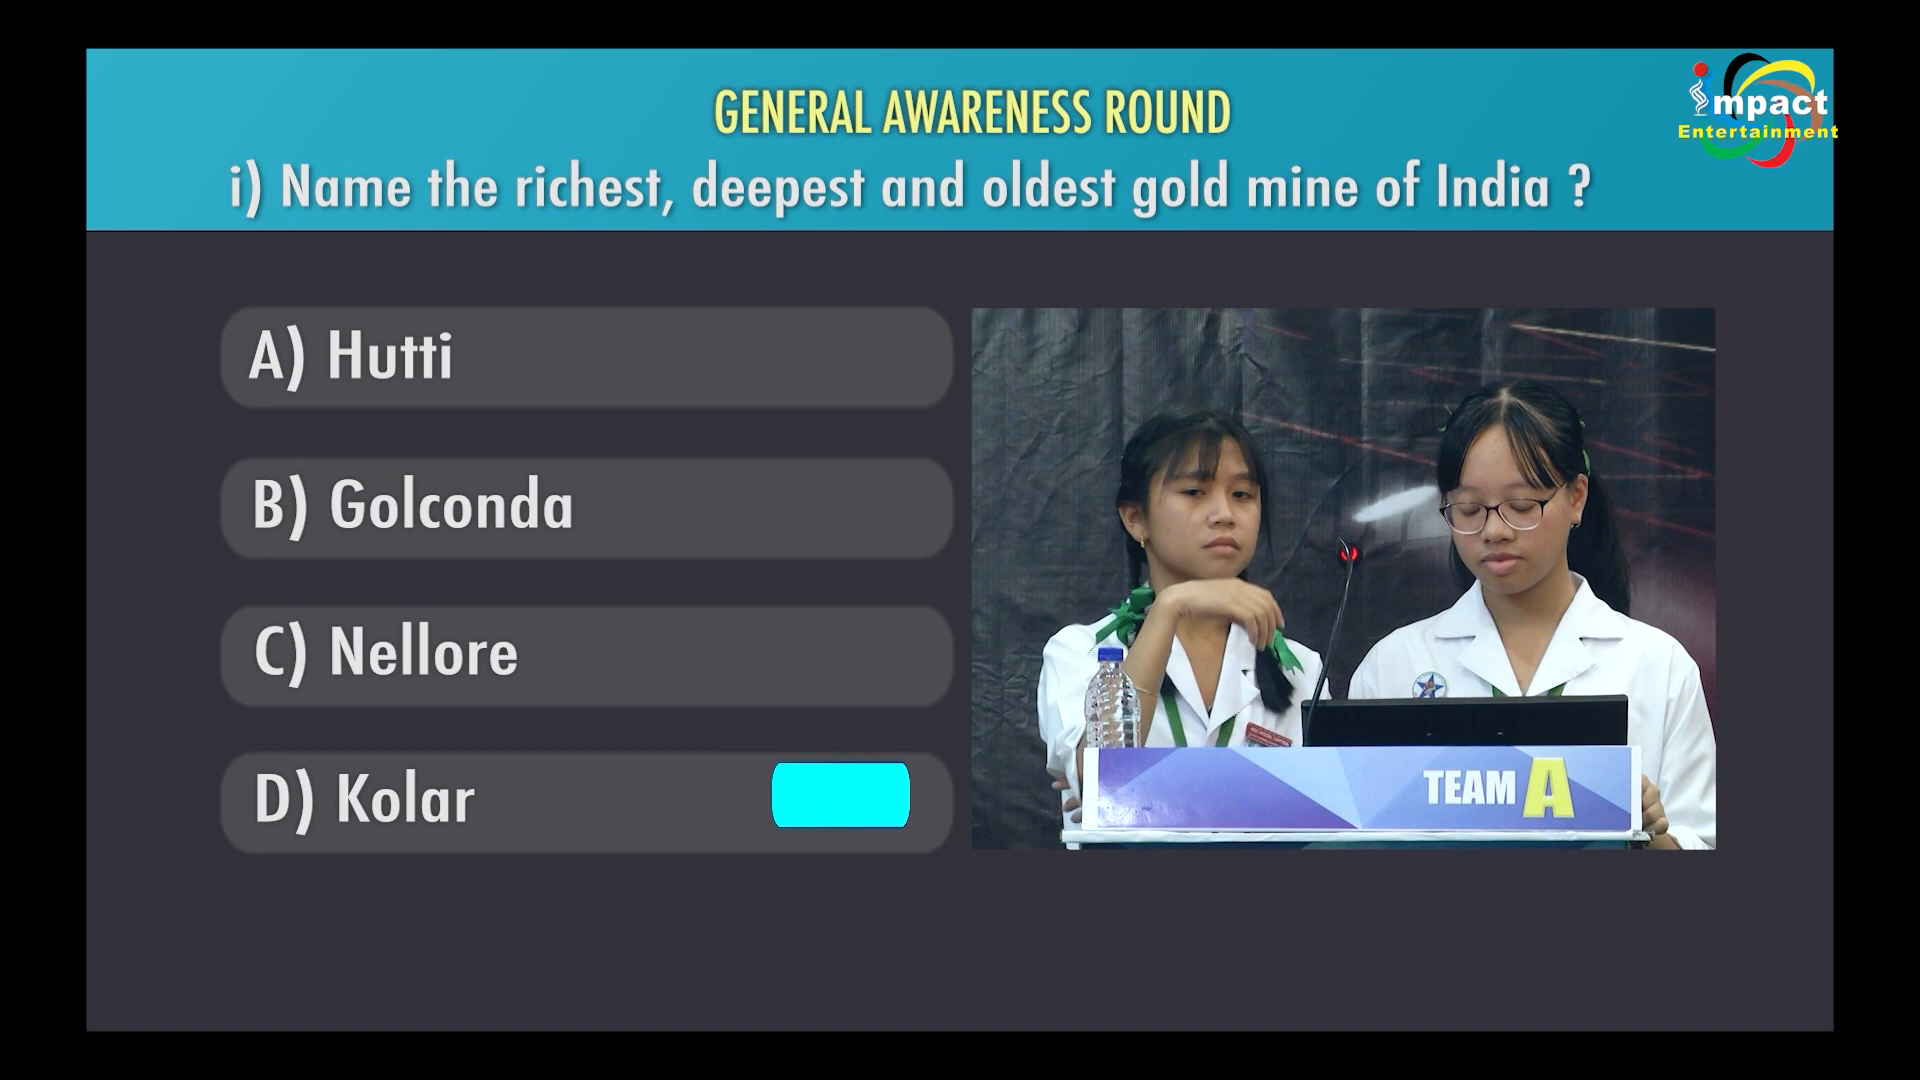 GENERAL AWARENESS ROUND
impact
Entertainment
i) Name the richest, deepest and oldest gold mine of India ?
A) Hutti
B) Golconda
C) Nellore
D) Kolar
TEAM A